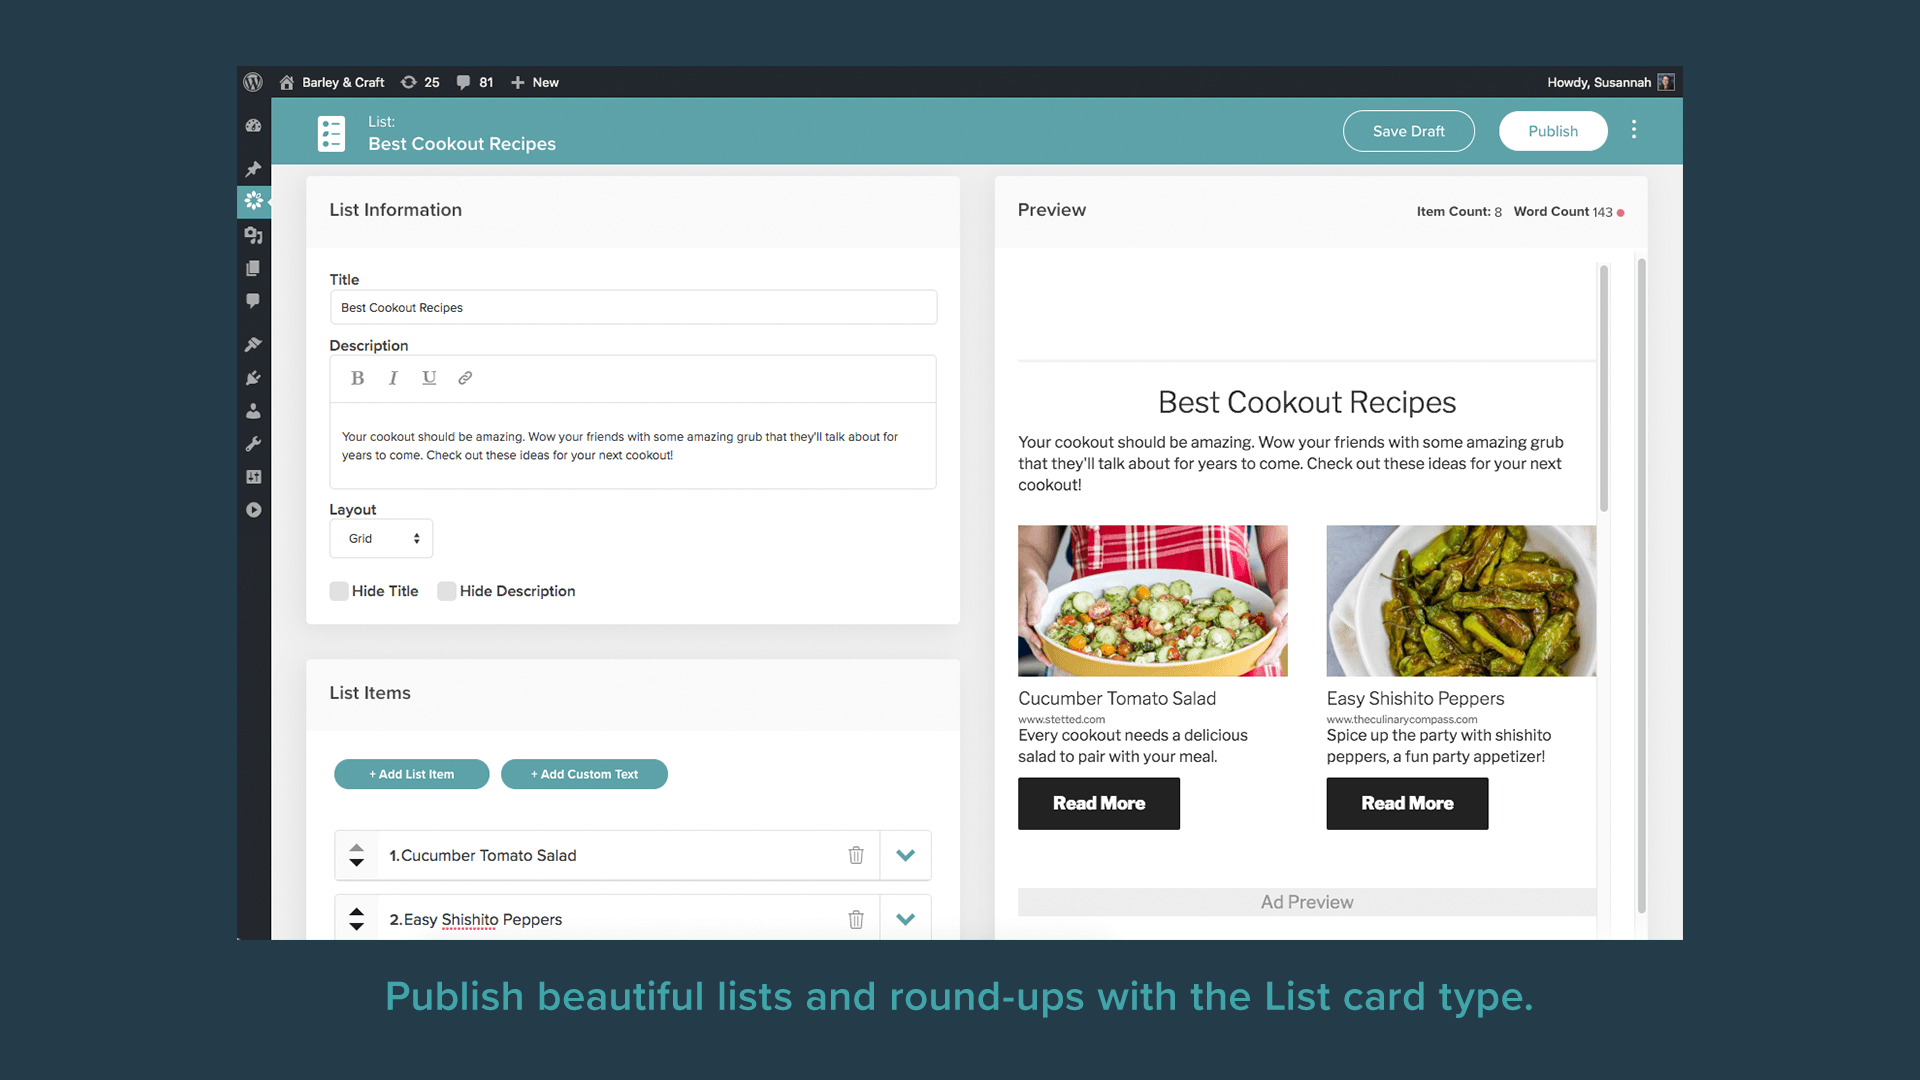 Barley & Craft 25 81 New
Howdy, Susannah
List:
Best Cookout Recipes
Save Draft
Publish
List Information
Title
Best Cookout Recipes
Description
B I U
Your cookout should be amazing. Wow your friends with some amazing grub that they'll talk about for
years to come. Check out these ideas for your next cookout!
Layout
Grid
Hide Title
Hide Description
List Items
+ Add List Item
+ Add Custom Text
1.Cucumber Tomato Salad
2.Easy Shishito Peppers
Preview
Item Count: 8 Word Count 143
Best Cookout Recipes
Your cookout should be amazing. Wow your friends with some amazing grub
that they'll talk about for years to come. Check out these ideas for your next
cookout!
Cucumber Tomato Salad
www.stetted.com
Every cookout needs a delicious
salad to pair with your meal.
Read More
Easy Shishito Peppers
www.theculinarycompass.com
Spice up the party with shishito
peppers, a fun party appetizer!
Read More
Ad Preview
Publish beautiful lists and round-ups with the List card type.